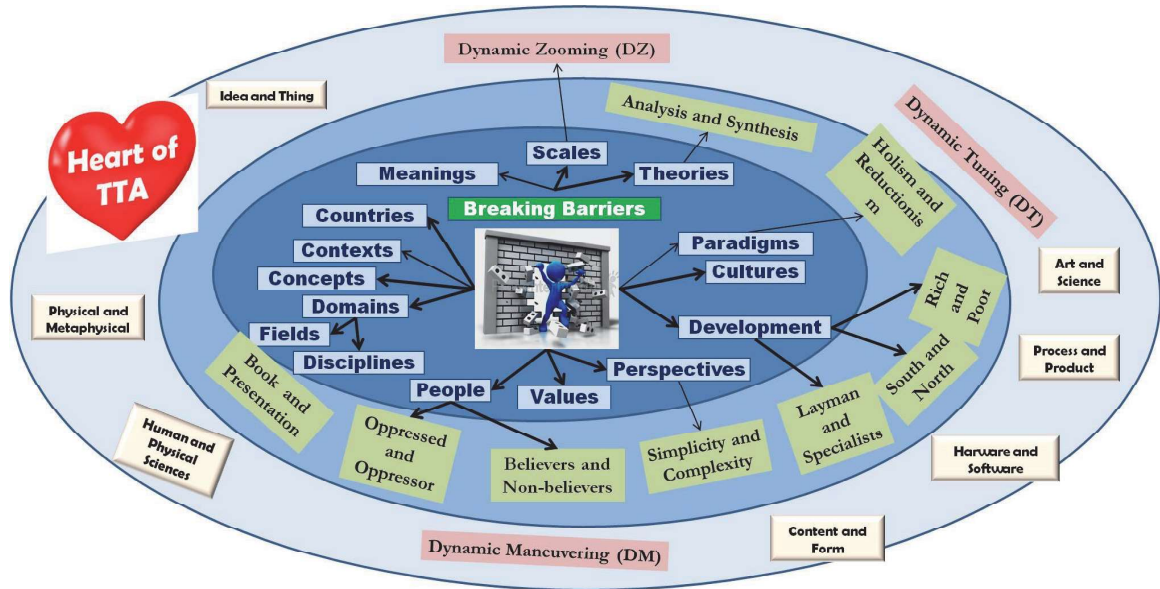 Dynamic Zooming (DZ)
Idea and Thing
Heart of
TTA
Analysis and Synthesis
Dynamic Tuning (DT)
Holism and
Reductionis
m
Scales
Meanings
Theories
Breaking Barriers
Countries
Contexts
Concepts
Domains
Fields
Disciplines
Paradigms
Cultures
Development
Perspectives
People
Values
Art and
Science
Rich
and
Poor
Physical and
Metaphysical
Process and
Product
South and
North
Book
and
Presentation
Layman
and
Specialists
Oppressed
and
Oppressor
Simplicity and
Complexity
Believers and
Non-believers
Human and
Physical
Sciences
Harware and
Software
Content and
Form
Dynamic Maneuvering (DM)